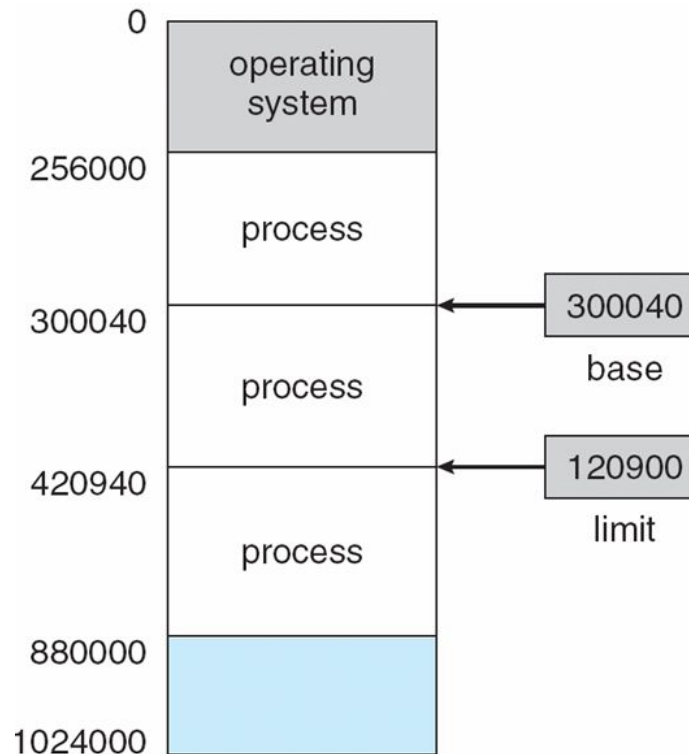 0
operating
system
256000
process
300040
300040
base
process
120900
420940
limit
process
880000
1024000